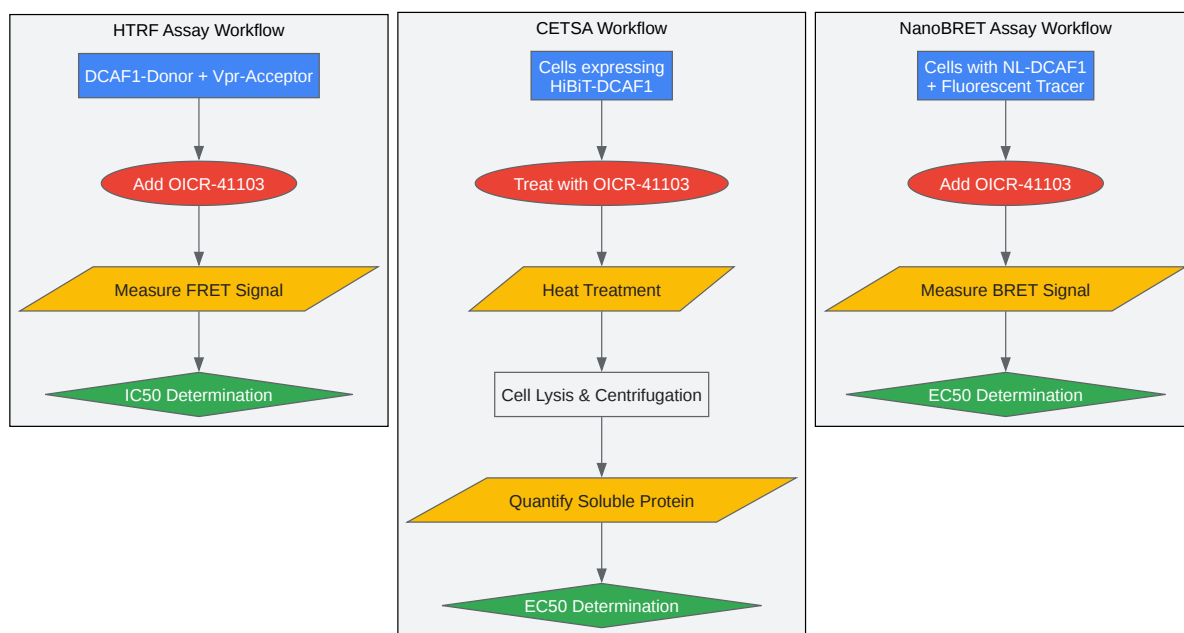 HTRF Assay Workflow
DCAF1-Donor + Vpr-Acceptor
Add OICR-41103
Measure FRET Signal
IC50 Determination
CETSA Workflow
Cells expressing
HiBiT-DCAF1
Treat with OICR-41103
Heat Treatment
Cell Lysis & Centrifugation
Quantify Soluble Protein
EC50 Determination
NanoBRET Assay Workflow
Cells with NL-DCAF1
+ Fluorescent Tracer
Add OICR-41103
Measure BRET Signal
EC50 Determination